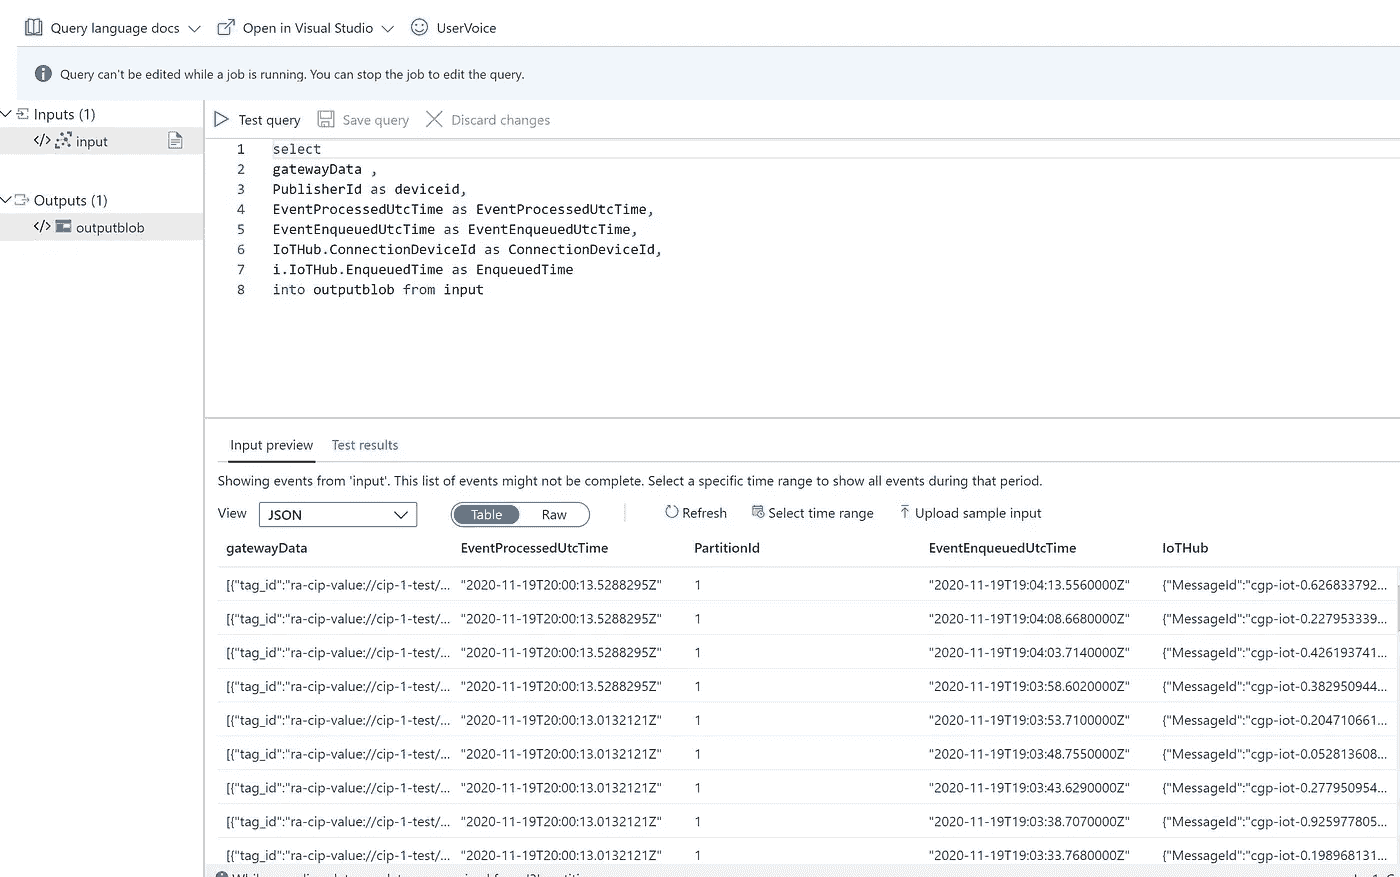 Query language docs Open in Visual Studio UserVoice
Query can't be edited while a job is running. You can stop the job to edit the query.
Inputs (1)
input
Outputs (1)
outputblob
Test query Save query Discard changes
1 select
2 gatewayData ,
3 PublisherId as deviceid,
4 EventProcessedUtcTime as EventProcessedUtcTime,
5 EventEnqueuedUtcTime as EventEnqueuedUtcTime,
6 IoTHub.ConnectionDeviceId as ConnectionDeviceId,
7 i.IoTHub.EnqueuedTime as EnqueuedTime
8 into outputblob from input
Input preview Test results
Showing events from 'input'. This list of events might not be complete. Select a specific time range to show all events during that period.
View JSON Table Raw Refresh Select time range Upload sample input
gatewayData EventProcessedUtcTime PartitionId EventEnqueuedUtcTime IoTHub
[{"tag_id":"ra-cip-value://cip-1-test/... "2020-11-19T20:00:13.5288295Z" 1 "2020-11-19T19:04:13.5560000Z" {"MessageId":"cgp-iot-0.626833792...
[{"tag_id":"ra-cip-value://cip-1-test/... "2020-11-19T20:00:13.5288295Z" 1 "2020-11-19T19:04:08.6680000Z" {"MessageId":"cgp-iot-0.227953339...
[{"tag_id":"ra-cip-value://cip-1-test/... "2020-11-19T20:00:13.5288295Z" 1 "2020-11-19T19:04:03.7140000Z" {"MessageId":"cgp-iot-0.426193741...
[{"tag_id":"ra-cip-value://cip-1-test/... "2020-11-19T20:00:13.5288295Z" 1 "2020-11-19T19:03:58.6020000Z" {"MessageId":"cgp-iot-0.382950944...
[{"tag_id":"ra-cip-value://cip-1-test/... "2020-11-19T20:00:13.0132121Z" 1 "2020-11-19T19:03:53.7100000Z" {"MessageId":"cgp-iot-0.204710661...
[{"tag_id":"ra-cip-value://cip-1-test/... "2020-11-19T20:00:13.0132121Z" 1 "2020-11-19T19:03:48.7550000Z" {"MessageId":"cgp-iot-0.052813608...
[{"tag_id":"ra-cip-value://cip-1-test/... "2020-11-19T20:00:13.0132121Z" 1 "2020-11-19T19:03:43.6290000Z" {"MessageId":"cgp-iot-0.277950954...
[{"tag_id":"ra-cip-value://cip-1-test/... "2020-11-19T20:00:13.0132121Z" 1 "2020-11-19T19:03:38.7070000Z" {"MessageId":"cgp-iot-0.925977805...
[{"tag_id":"ra-cip-value://cip-1-test/... "2020-11-19T20:00:13.0132121Z" 1 "2020-11-19T19:03:33.7680000Z" {"MessageId":"cgp-iot-0.198968131...